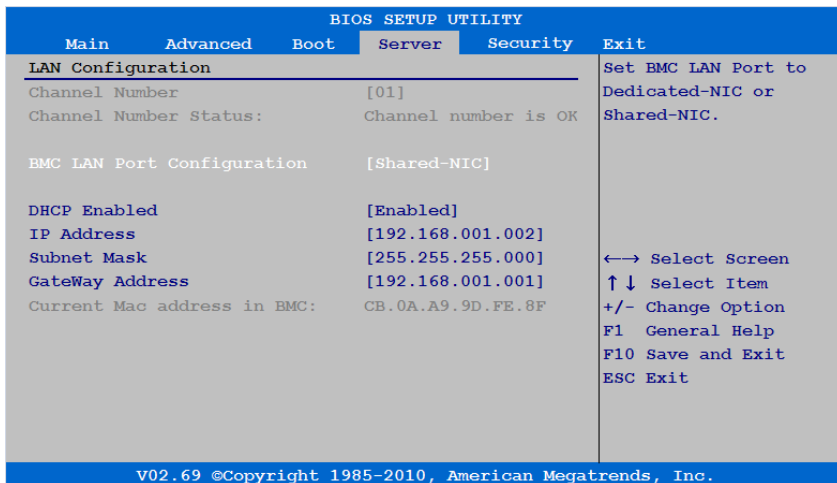 BIOS SETUP UTILITY
Main Advanced Boot Server Security Exit
LAN Configuration
Channel Number [01]
Channel Number Status: Channel number is OK
BMC LAN Port Configuration [Shared-NIC]
DHCP Enabled [Enabled]
IP Address [192.168.001.002]
Subnet Mask [255.255.255.000]
GateWay Address [192.168.001.001]
Current Mac address in BMC: CB.0A.A9.9D.FE.8F
Set BMC LAN Port to
Dedicated-NIC or
Shared-NIC.
←→ Select Screen
↑↓ Select Item
+/- Change Option
F1 General Help
F10 Save and Exit
ESC Exit
V02.69 ©Copyright 1985-2010, American Megatrends, Inc.